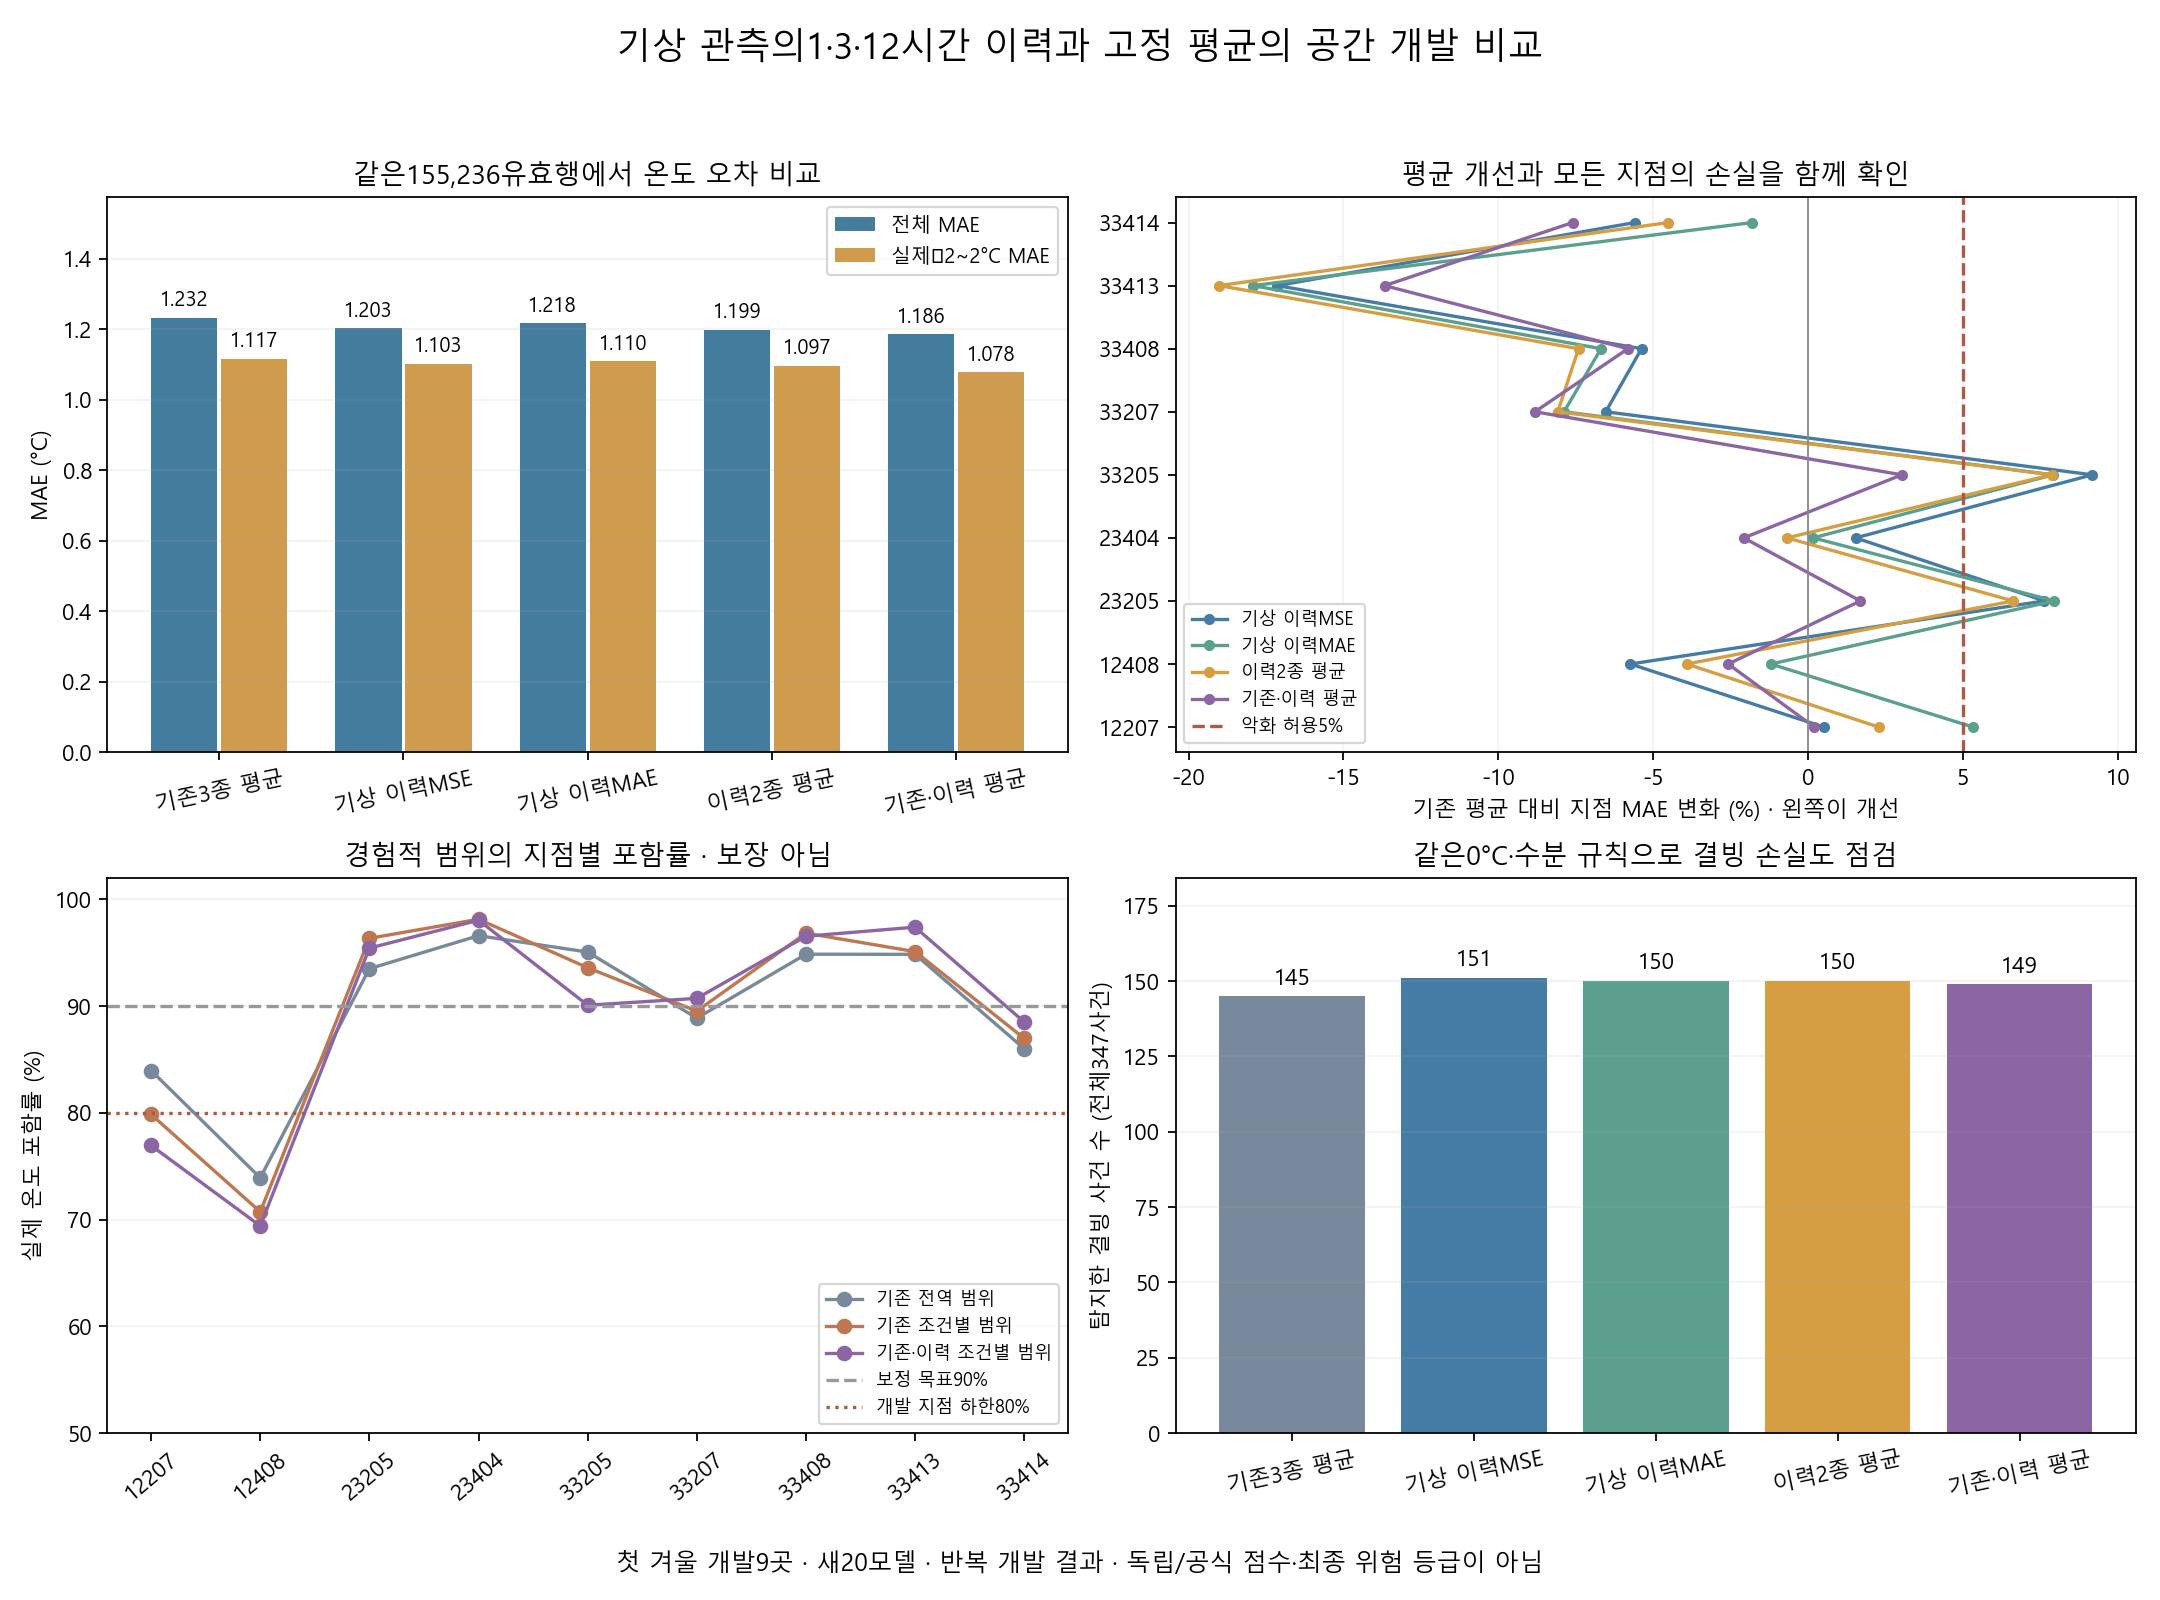 기상 관측의1·3·12시간 이력과 고정 평균의 공간 개발 비교
같은155,236유효행에서 온도 오차 비교
전체 MAE
실제▯2~2°C MAE
MAE (°C)
1.4
1.2
1.0
0.8
0.6
0.4
0.2
0.0
1.232
1.117
1.203
1.103
1.218
1.110
1.199
1.097
1.186
1.078
기존3종 평균
기상 이력MSE
기상 이력MAE
이력2종 평균
기존·이력 평균
평균 개선과 모든 지점의 손실을 함께 확인
33414
33413
33408
33207
33205
23404
23205
12408
12207
기상 이력MSE
기상 이력MAE
이력2종 평균
기존·이력 평균
악화 허용5%
-20
-15
-10
-5
0
5
10
기존 평균 대비 지점 MAE 변화 (%) · 왼쪽이 개선
경험적 범위의 지점별 포함률 · 보장 아님
실제 온도 포함률 (%)
100
90
80
70
60
50
기존 전역 범위
기존 조건별 범위
기존·이력 조건별 범위
보정 목표90%
개발 지점 하한80%
12207
12408
23205
23404
33205
33207
33408
33413
33414
같은0°C·수분 규칙으로 결빙 손실도 점검
탐지한 결빙 사건 수 (전체347사건)
175
150
125
100
75
50
25
0
145
151
150
150
149
기존3종 평균
기상 이력MSE
기상 이력MAE
이력2종 평균
기존·이력 평균
첫 겨울 개발9곳 · 새20모델 · 반복 개발 결과 · 독립/공식 점수·최종 위험 등급이 아님